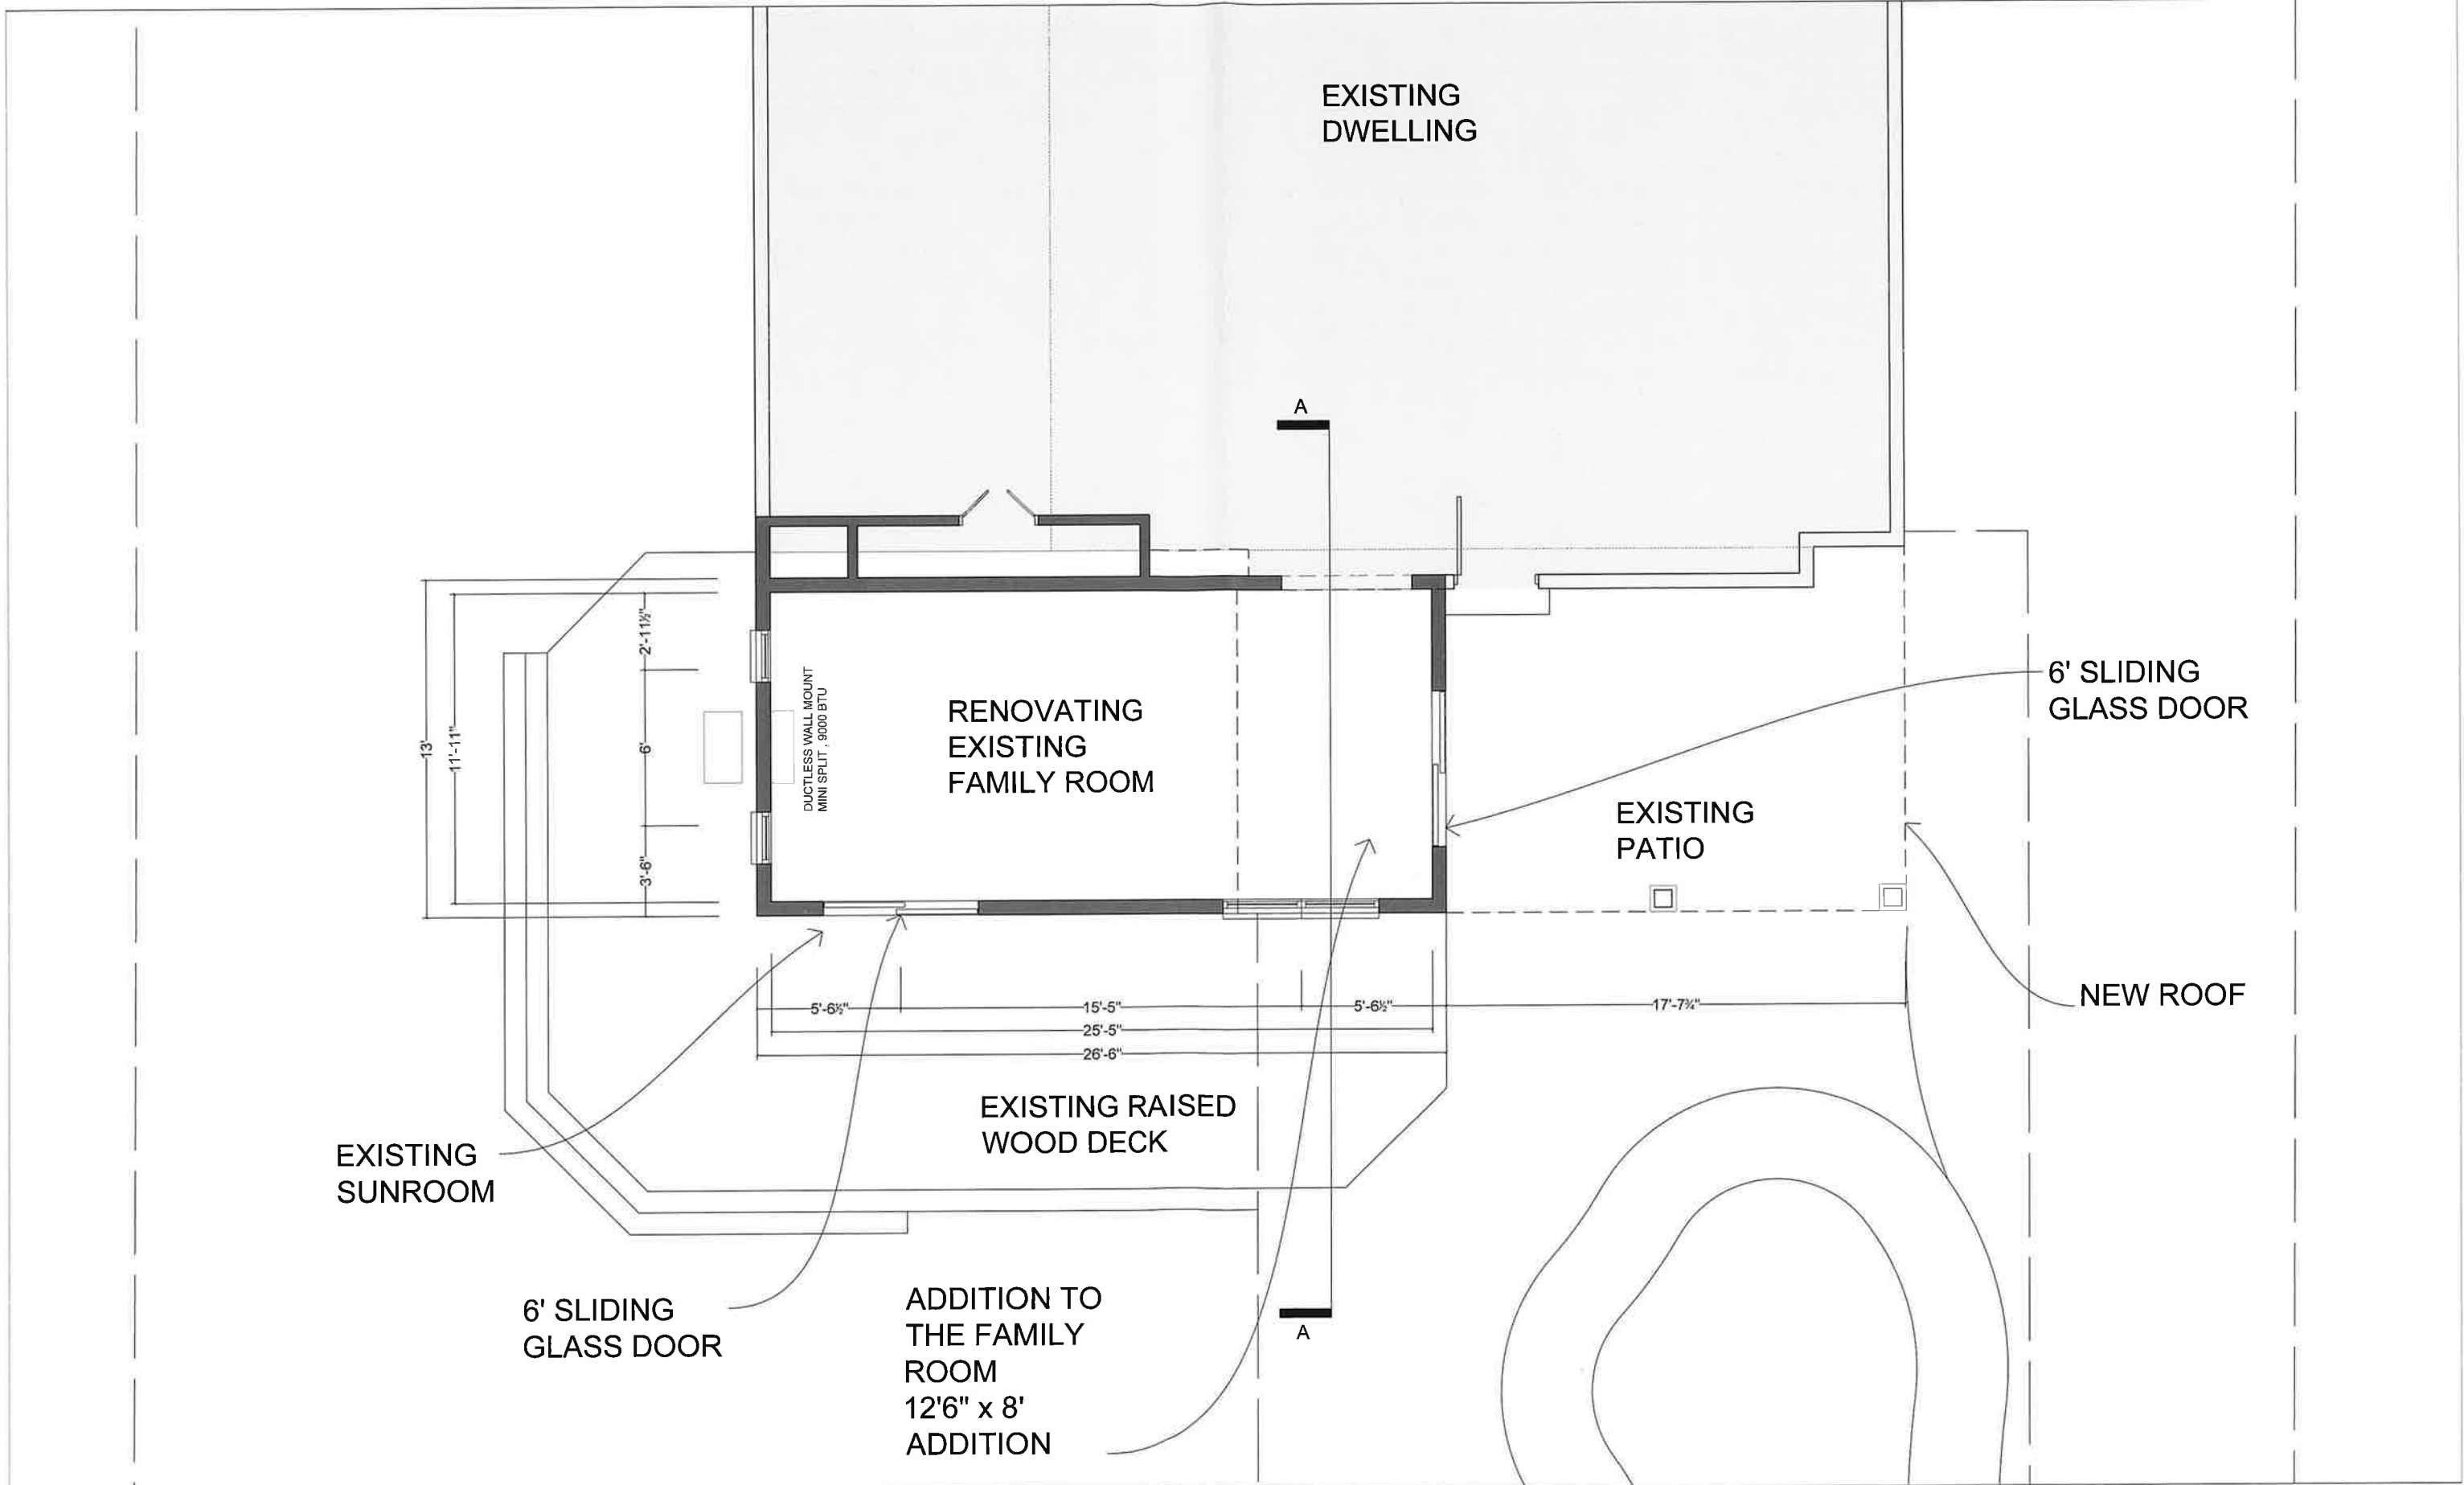 EXISTING
DWELLING
A
2'-11½"
13'
11'-11"
6'
3'-6"
DUCTLESS WALL MOUNT
MINI SPLIT , 9000 BTU
RENOVATING
EXISTING
FAMILY ROOM
6' SLIDING
GLASS DOOR
EXISTING
PATIO
NEW ROOF
5'-6½"
15'-5"
5'-6½"
17'-7¾"
25'-5"
26'-6"
EXISTING RAISED
WOOD DECK
EXISTING
SUNROOM
6' SLIDING
GLASS DOOR
ADDITION TO
THE FAMILY
ROOM
12'6" x 8'
ADDITION
A